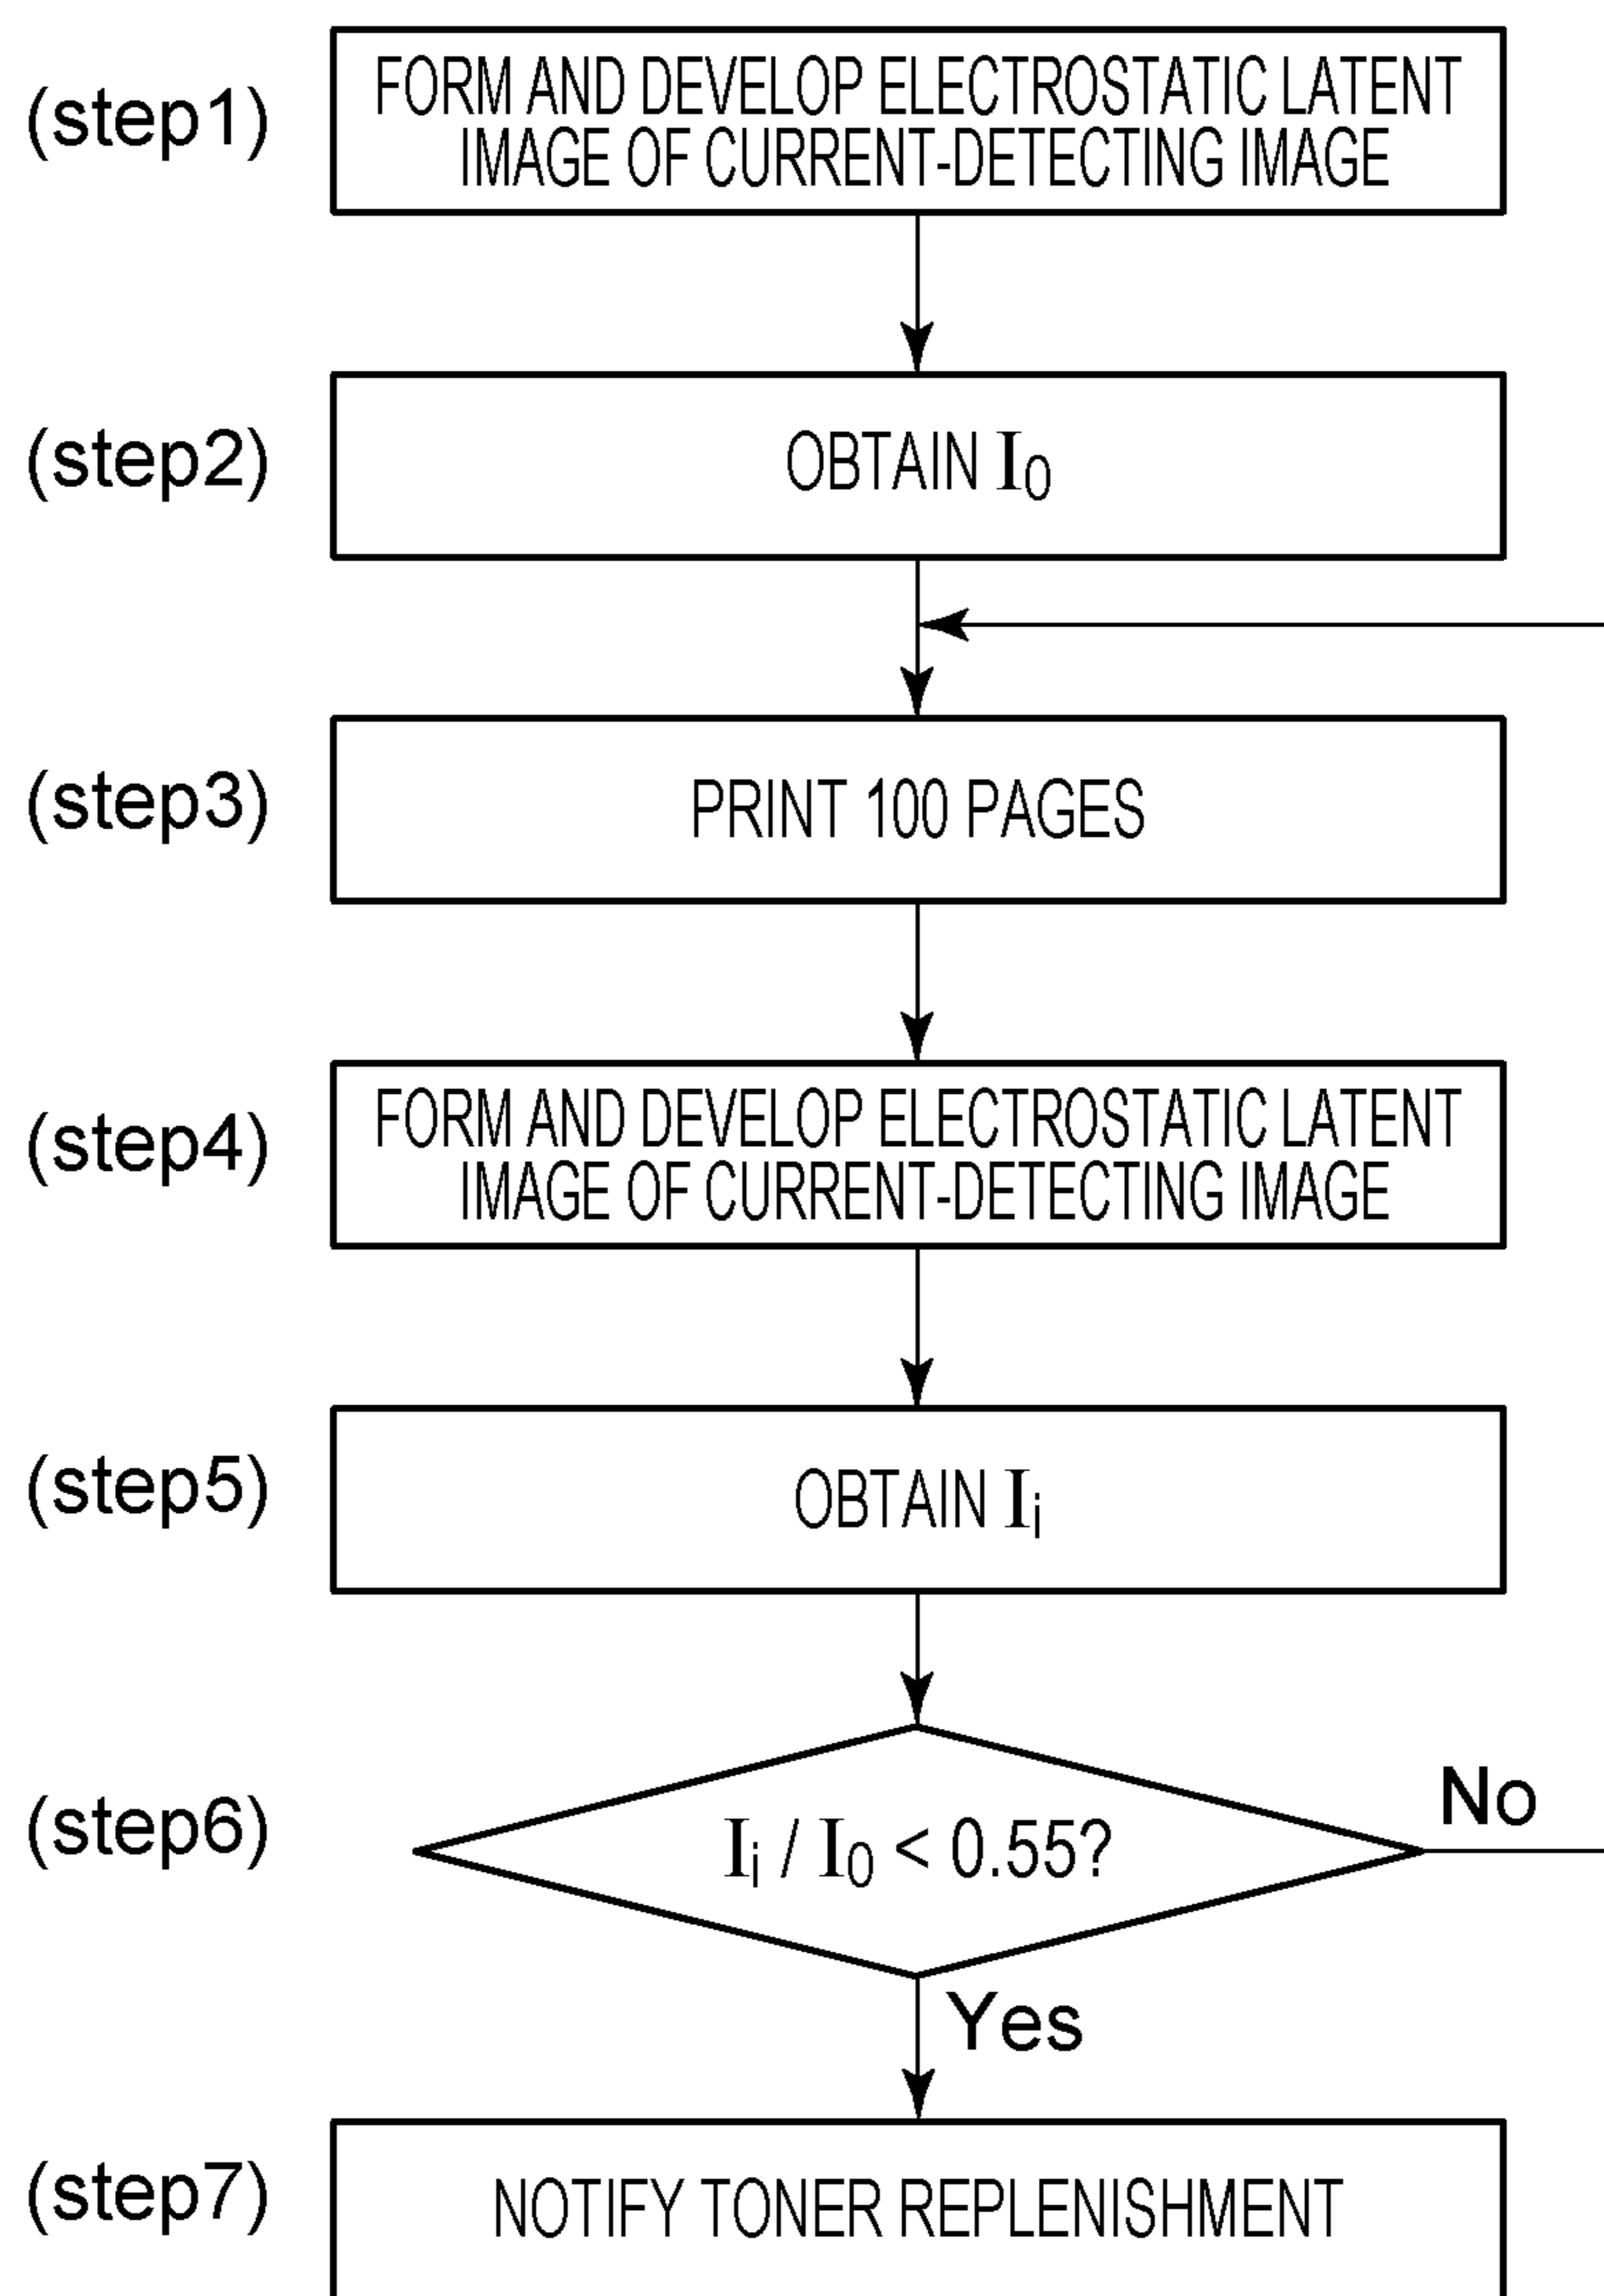 (step1)
FORM AND DEVELOP ELECTROSTATIC LATENT
IMAGE OF CURRENT-DETECTING IMAGE
(step2)
OBTAIN I₀
(step3)
PRINT 100 PAGES
(step4)
FORM AND DEVELOP ELECTROSTATIC LATENT
IMAGE OF CURRENT-DETECTING IMAGE
(step5)
OBTAIN Iᵢ
(step6)
Iᵢ / I₀ < 0.55?
No
Yes
(step7)
NOTIFY TONER REPLENISHMENT